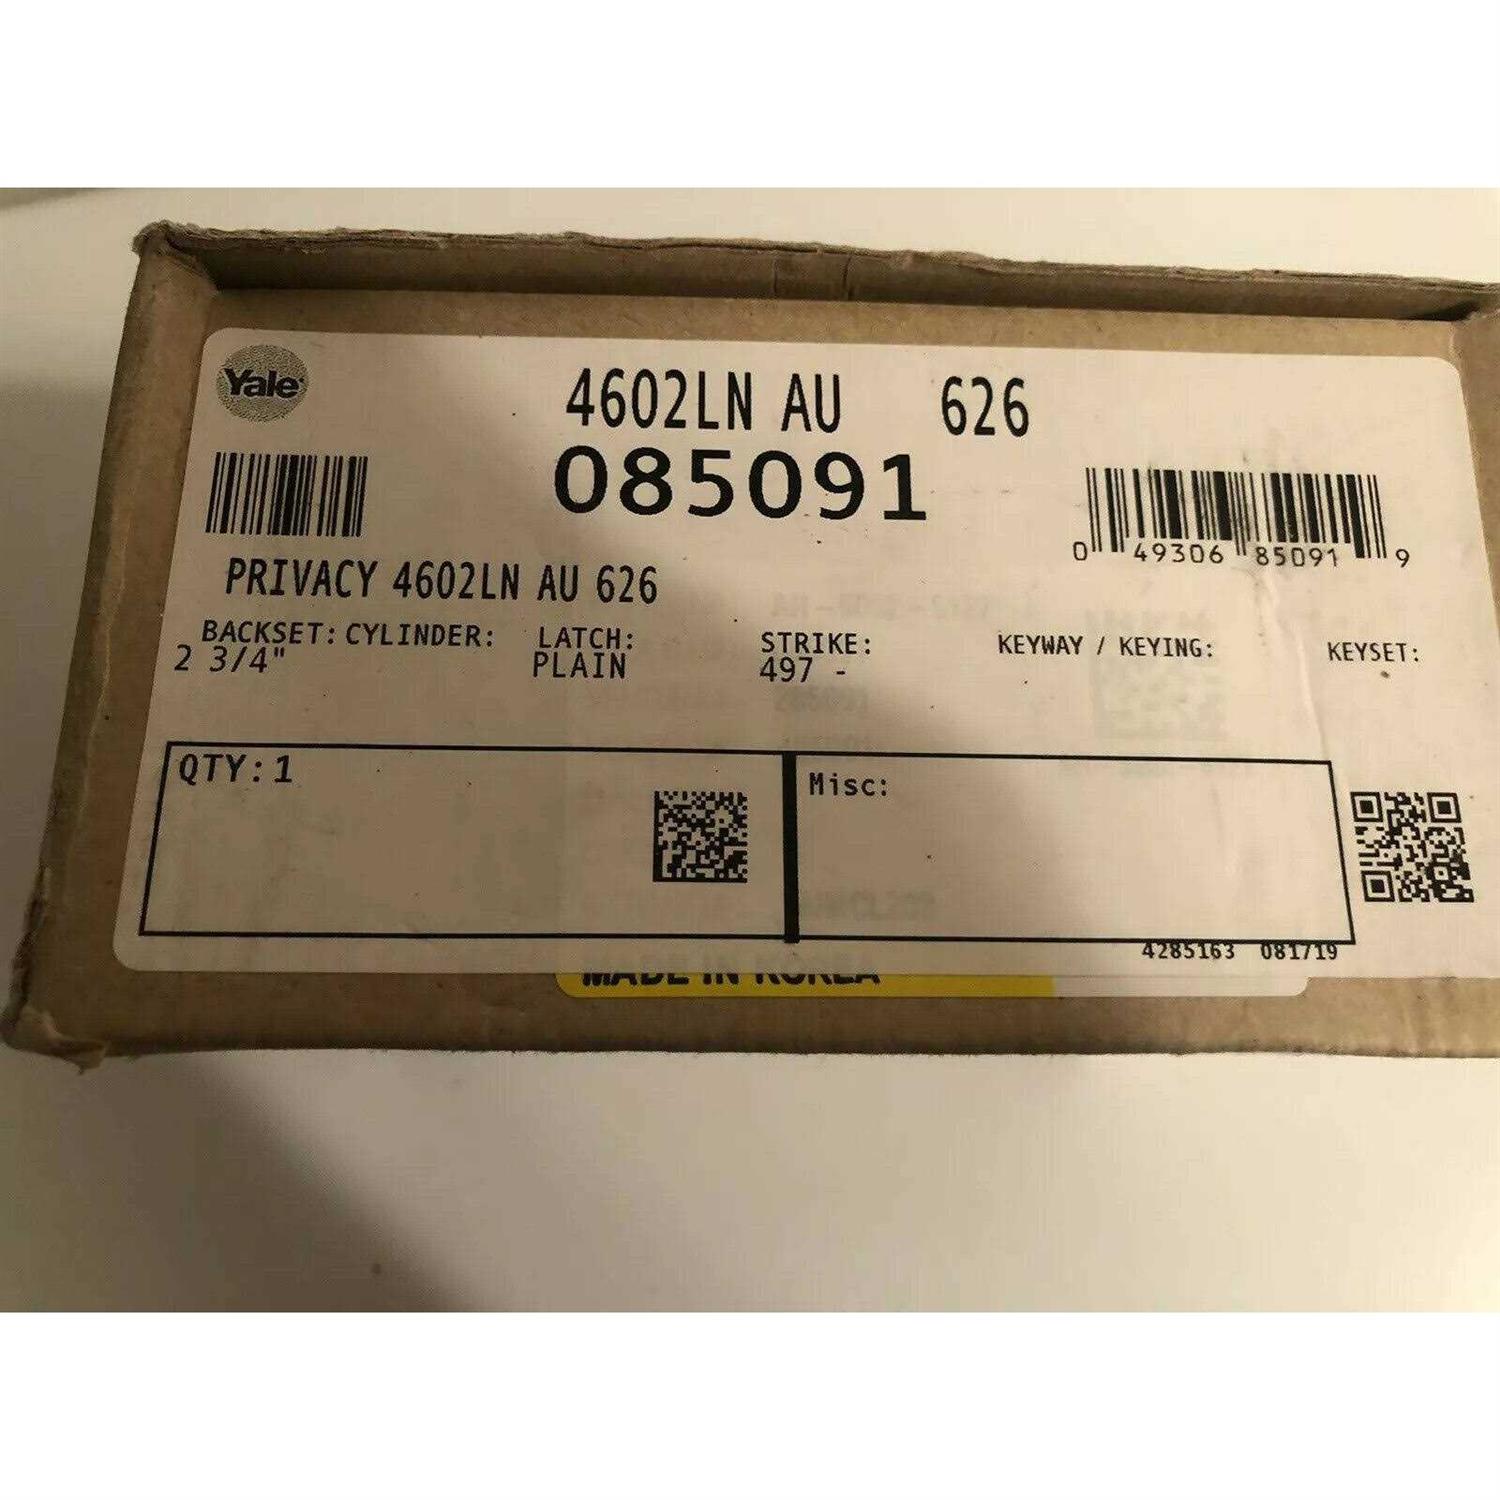 Yale
4602LN AU 626
085091
0 49306 85091 9
PRIVACY 4602LN AU 626
BACKSET: CYLINDER: LATCH: STRIKE: KEYWAY / KEYING: KEYSET:
2 3/4" PLAIN 497 -
QTY: 1
Misc:
4285163 081719
MADE IN KOREA